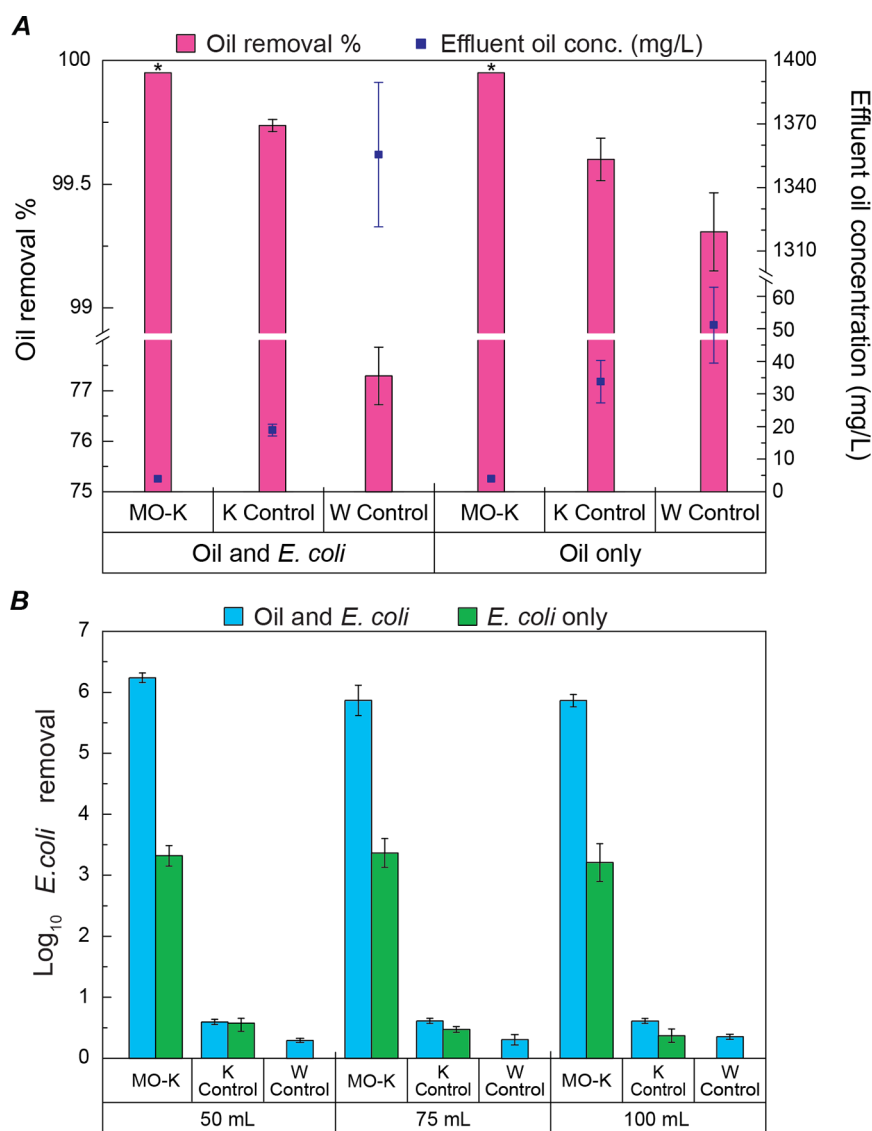 A
Oil removal % Effluent oil conc. (mg/L)
100
99.5
99
77
76
75
Oil removal %
* *
1400
1370
1340
1310
60
50
40
30
20
10
0
Effluent oil concentration (mg/L)
MO-K K Control W Control MO-K K Control W Control
Oil and E. coli Oil only
B
Oil and E. coli E. coli only
7
6
5
4
3
2
1
0
Log10 E.coli removal
MO-K K Control W Control MO-K K Control W Control MO-K K Control W Control
50 mL 75 mL 100 mL